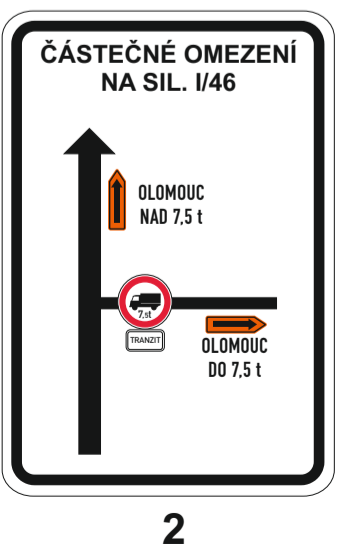 ČÁSTEČNÉ OMEZENÍ
NA SIL. I/46
OLOMOUC
NAD 7,5 t
7,5t
TRANZIT
OLOMOUC
DO 7,5 t
2